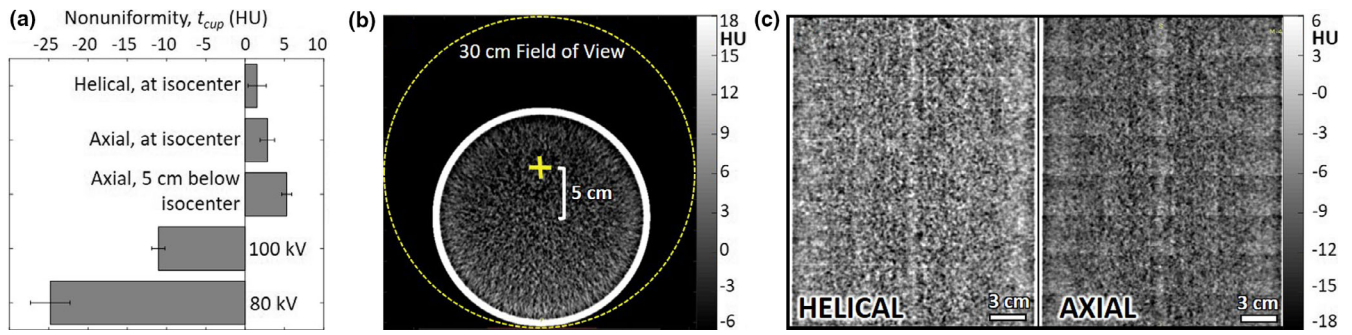 (a)
Nonuniformity, t_cup (HU)
-25 -20 -15 -10 -5 0 5 10
Helical, at isocenter
Axial, at isocenter
Axial, 5 cm below
isocenter
100 kV
80 kV
(b)
30 cm Field of View
5 cm
18
HU
15
12
9
6
3
0
-3
-6
(c)
HELICAL
3 cm
AXIAL
3 cm
6
HU
3
-0
-3
-6
-9
-12
-15
-18